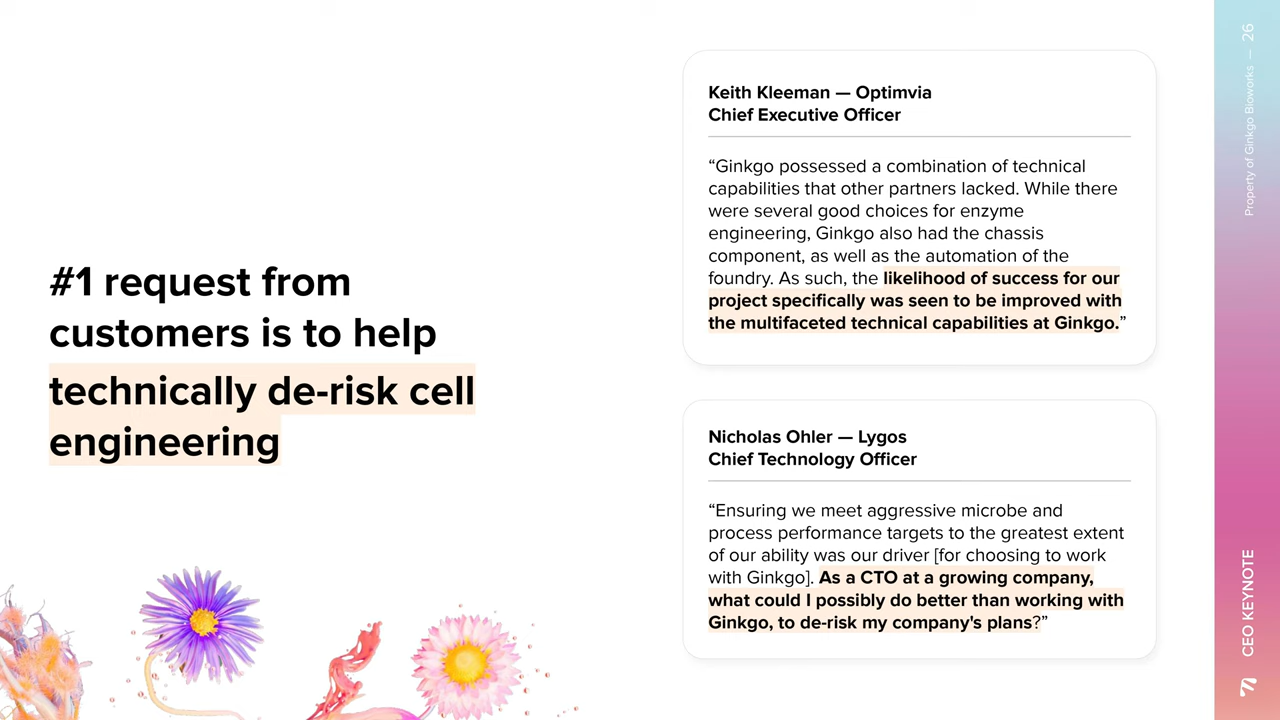 #1 request from
customers is to help
technically de-risk cell
engineering
Keith Kleeman — Optimvia
Chief Executive Officer
“Ginkgo possessed a combination of technical
capabilities that other partners lacked. While there
were several good choices for enzyme
engineering, Ginkgo also had the chassis
component, as well as the automation of the
foundry. As such, the likelihood of success for our
project specifically was seen to be improved with
the multifaceted technical capabilities at Ginkgo.”
Nicholas Ohler — Lygos
Chief Technology Officer
“Ensuring we meet aggressive microbe and
process performance targets to the greatest extent
of our ability was our driver [for choosing to work
with Ginkgo]. As a CTO at a growing company,
what could I possibly do better than working with
Ginkgo, to de-risk my company's plans?”
Property of Ginkgo Bioworks — 26
CEO KEYNOTE